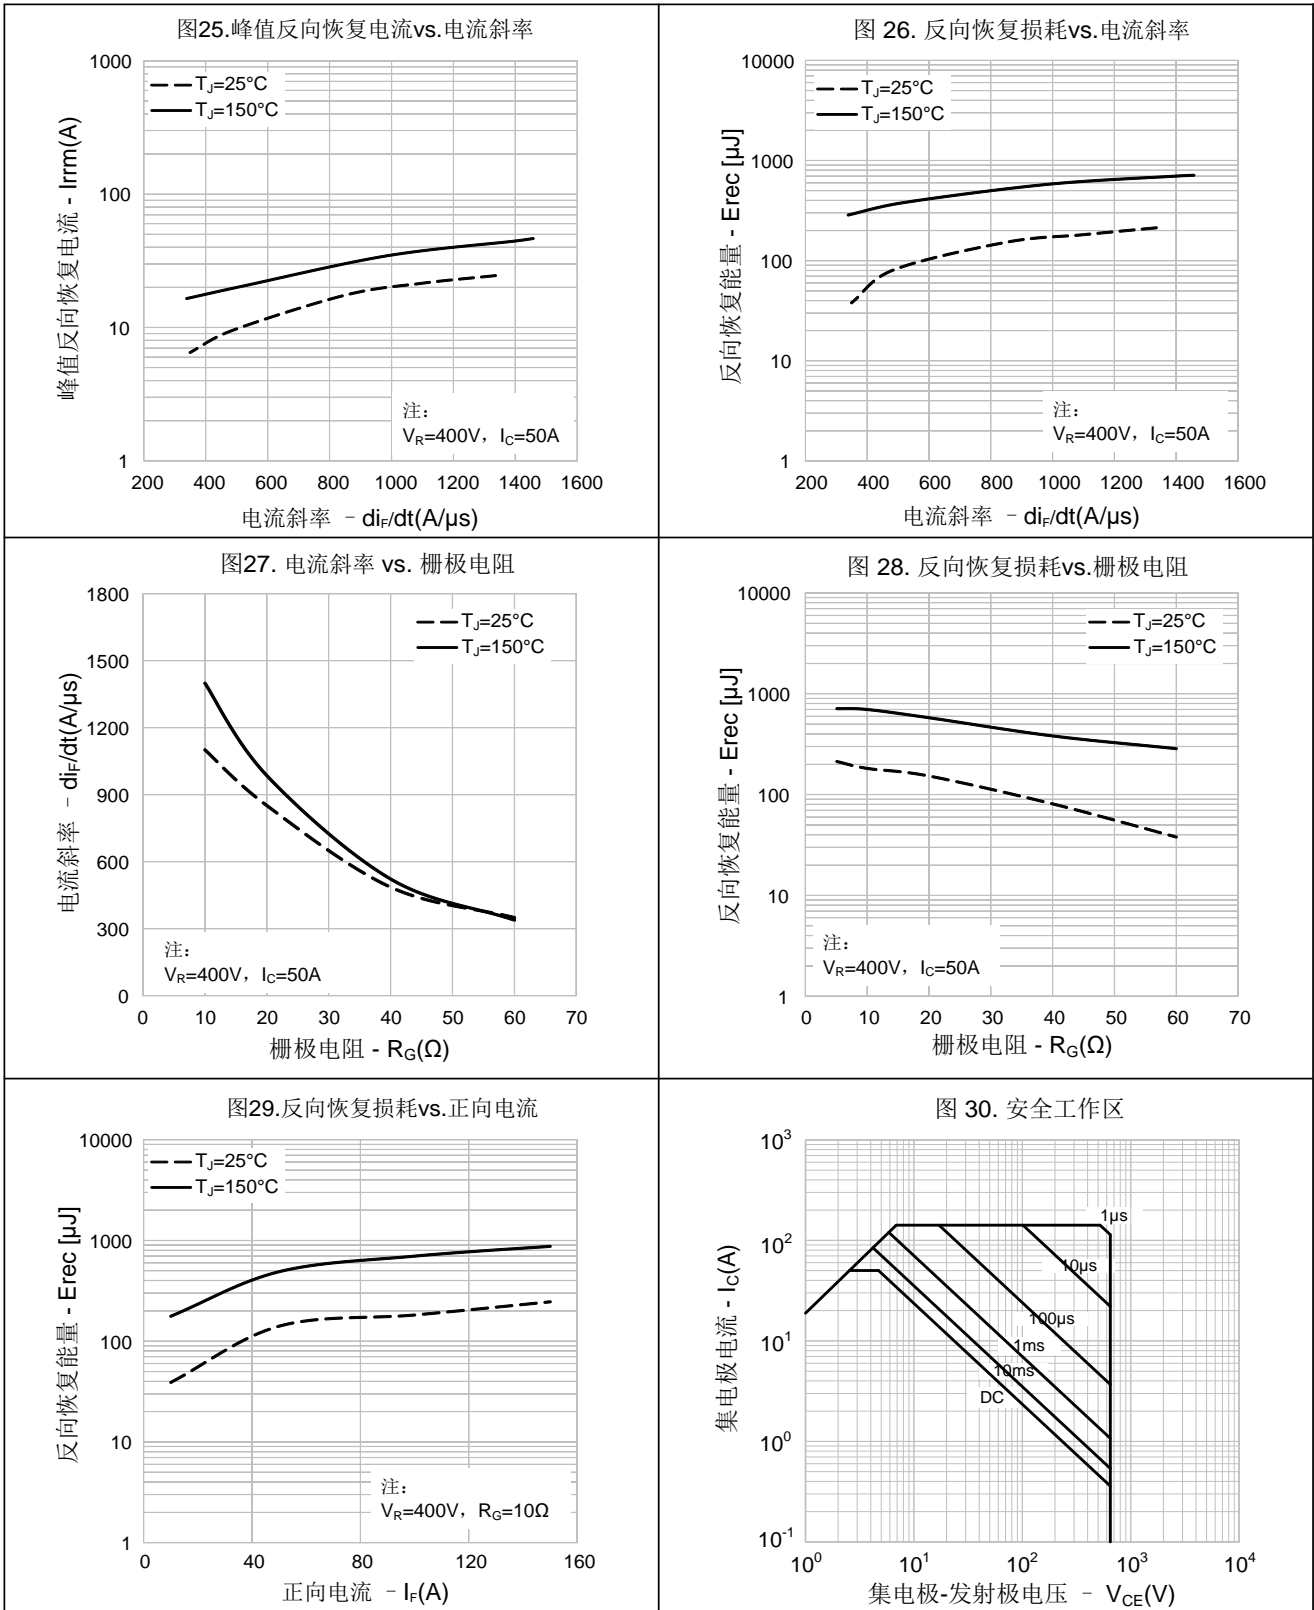 图25.峰值反向恢复电流vs.电流斜率
峰值反向恢复电流 - Irrm(A)
1000
100
10
1
T_J=25°C
T_J=150°C
注：
V_R=400V，I_C=50A
200 400 600 800 1000 1200 1400 1600
电流斜率 - di_F/dt(A/μs)
图 26. 反向恢复损耗vs.电流斜率
反向恢复能量 - Erec [μJ]
10000
1000
100
10
1
T_J=25°C
T_J=150°C
注：
V_R=400V，I_C=50A
200 400 600 800 1000 1200 1400 1600
电流斜率 - di_F/dt(A/μs)
图27. 电流斜率 vs. 栅极电阻
电流斜率 - di_F/dt(A/μs)
1800
1500
1200
900
600
300
0
T_J=25°C
T_J=150°C
注：
V_R=400V，I_C=50A
0 10 20 30 40 50 60 70
栅极电阻 - R_G(Ω)
图 28. 反向恢复损耗vs.栅极电阻
反向恢复能量 - Erec [μJ]
10000
1000
100
10
1
T_J=25°C
T_J=150°C
注：
V_R=400V，I_C=50A
0 10 20 30 40 50 60 70
栅极电阻 - R_G(Ω)
图29.反向恢复损耗vs.正向电流
反向恢复能量 - Erec [μJ]
10000
1000
100
10
1
T_J=25°C
T_J=150°C
注：
V_R=400V，R_G=10Ω
0 40 80 120 160
正向电流 - I_F(A)
图 30. 安全工作区
集电极电流 - I_C(A)
10^3
10^2
10^1
10^0
10^-1
1μs
10μs
100μs
1ms
10ms
DC
10^0 10^1 10^2 10^3 10^4
集电极-发射极电压 - V_CE(V)